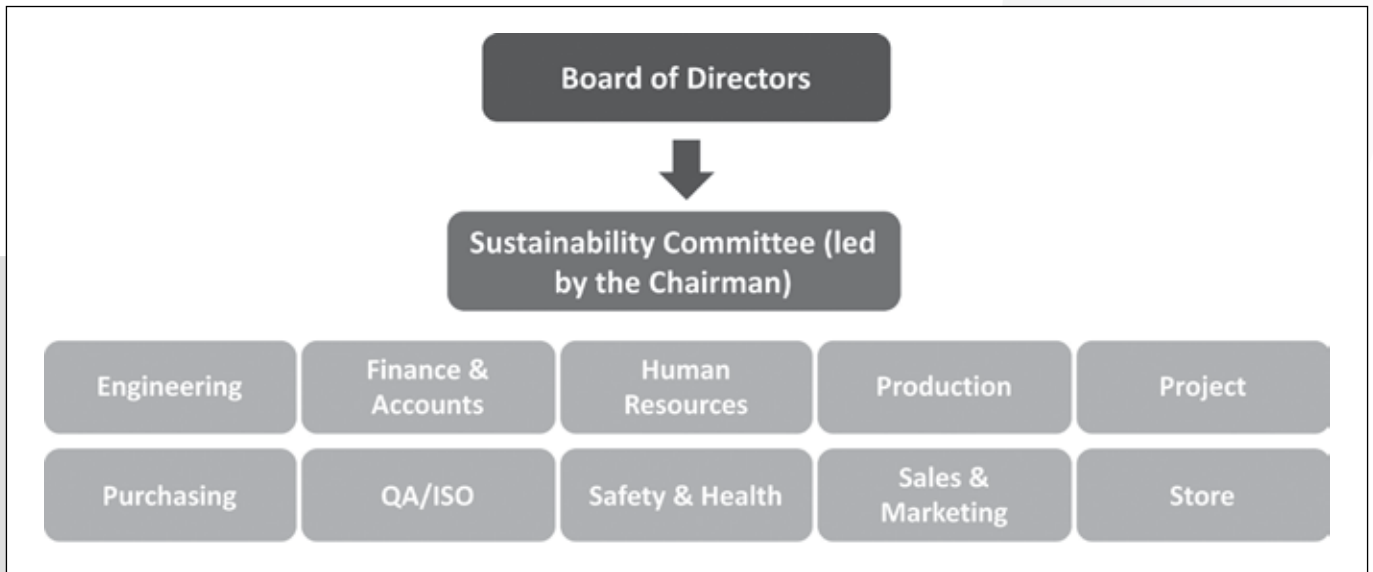 Board of Directors
Sustainability Committee (led
by the Chairman)
Engineering
Finance &
Accounts
Human
Resources
Production
Project
Purchasing
QA/ISO
Safety & Health
Sales &
Marketing
Store